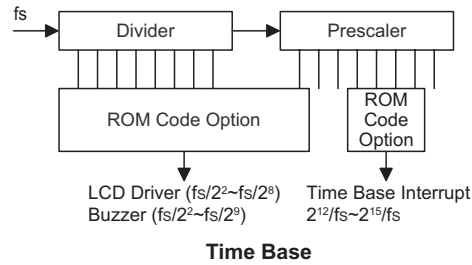 fs
Divider
Prescaler
ROM Code Option
ROM
Code
Option
LCD Driver (fs/2²~fs/2⁸)
Buzzer (fs/2²~fs/2⁹)
Time Base Interrupt
2¹²/fs~2¹⁵/fs
Time Base